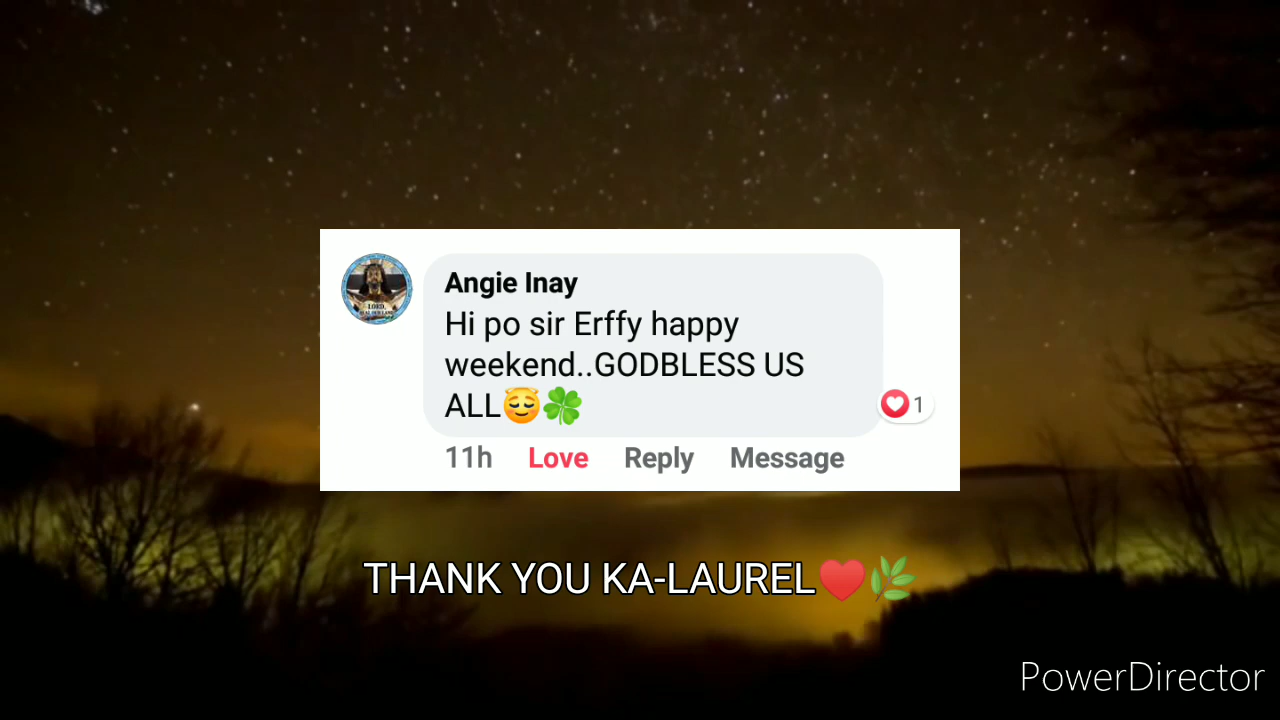 Angie Inay
Hi po sir Erffy happy
weekend..GODBLESS US
ALL😇🍀
1
11h Love Reply Message
THANK YOU KA-LAUREL❤️🌿
PowerDirector